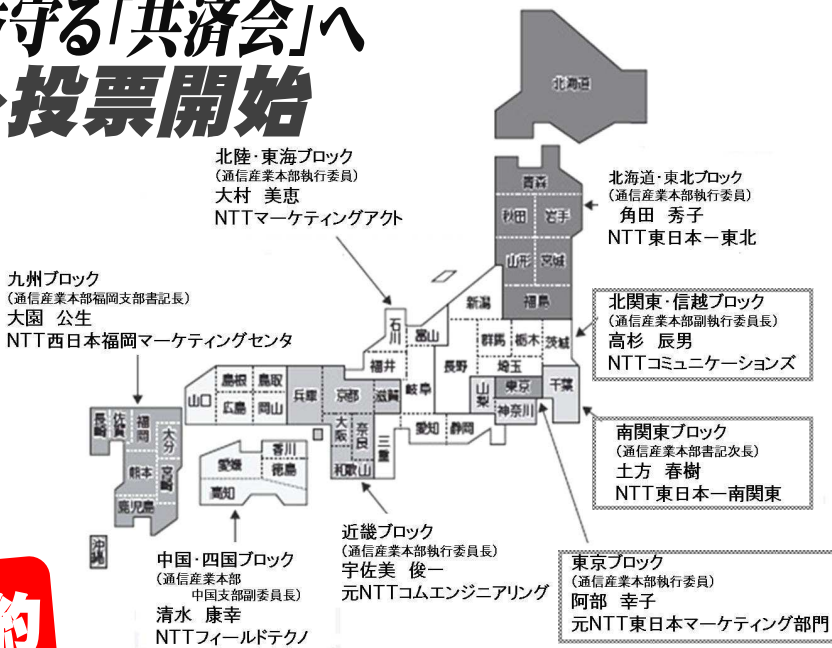 守る「共済会」へ
投票開始
北海道
北陸・東海ブロック
(通信産業本部執行委員)
大村 美恵
NTTマーケティングアクト
北海道・東北ブロック
(通信産業本部執行委員)
角田 秀子
NTT東日本－東北
青森
秋田 岩手
山形 宮城
福島
九州ブロック
(通信産業本部福岡支部書記長)
大園 公生
NTT西日本福岡マーケティングセンタ
北関東・信越ブロック
(通信産業本部副執行委員長)
高杉 辰男
NTTコミュニケーションズ
新潟
石川 富山
群馬 栃木 茨城
福井 岐阜 長野 埼玉
山梨 東京 千葉
神奈川
山口 島根 鳥取 兵庫 京都 滋賀
広島 岡山
大阪 奈良 三重 愛知 静岡
和歌山
長崎 佐賀 福岡 大分
熊本 宮崎
鹿児島
沖縄
愛媛 香川
徳島
高知
南関東ブロック
(通信産業本部書記次長)
土方 春樹
NTT東日本－南関東
中国・四国ブロック
(通信産業本部
中国支部副委員長)
清水 康幸
NTTフィールドテクノ
近畿ブロック
(通信産業本部執行委員長)
宇佐美 俊一
元NTTコムエンジニアリング
東京ブロック
(通信産業本部執行委員)
阿部 幸子
元NTT東日本マーケティング部門
約